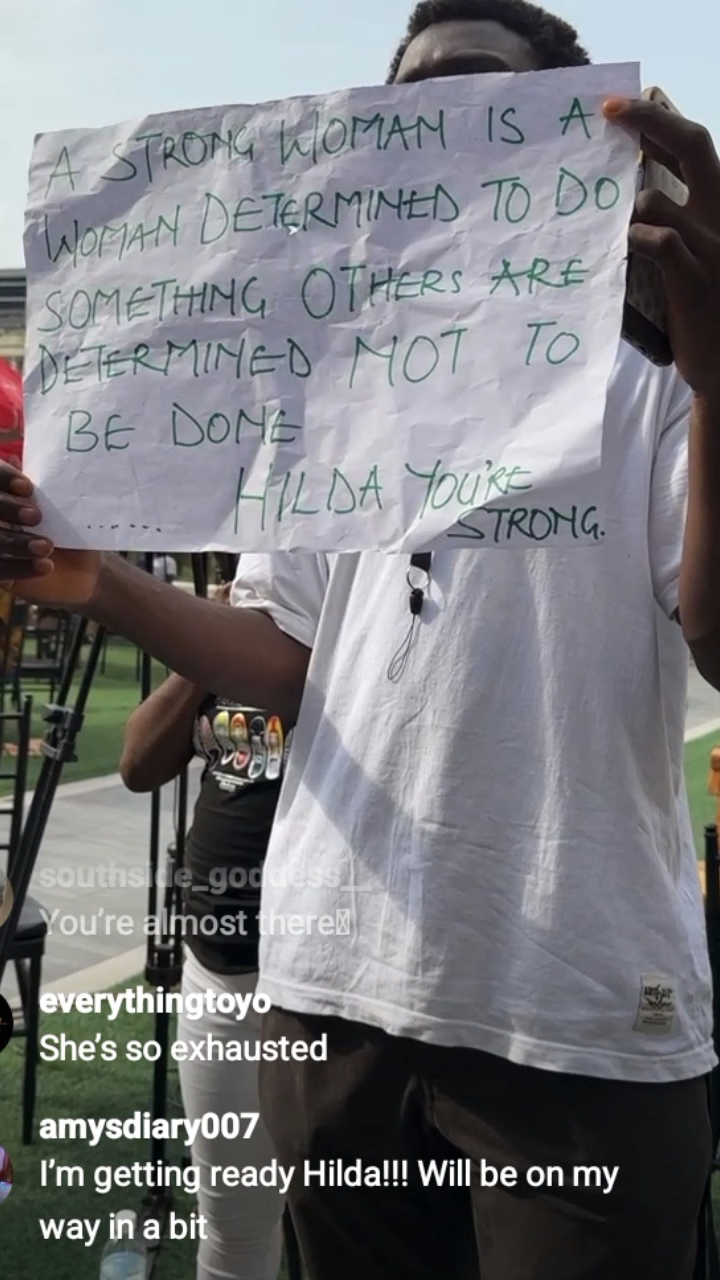 A STRONG WOMAN IS A
WOMAN DETERMINED TO DO
SOMETHING OTHERS ARE
DETERMINED NOT TO
BE DONE
...... HILDA YOU'RE
STRONG.
southside_goddess__
You're almost there
everythingtoyo
She's so exhausted
amysdiary007
I'm getting ready Hilda!!! Will be on my
way in a bit